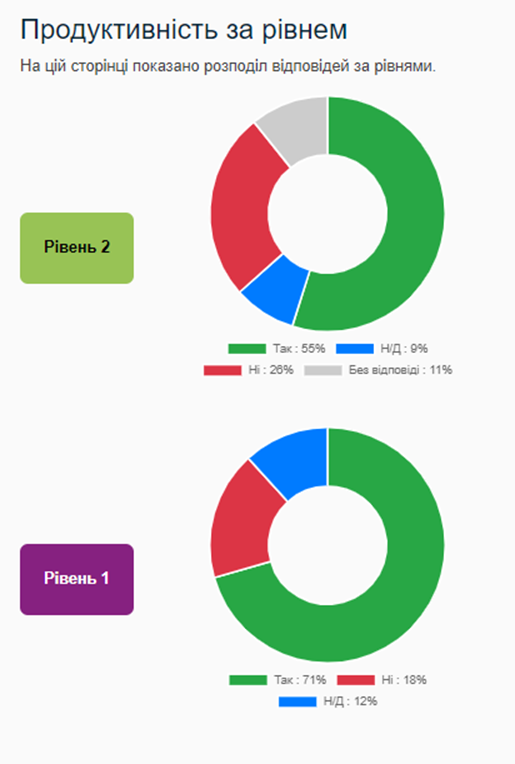 Продуктивність за рівнем
На цій сторінці показано розподіл відповідей за рівнями.
Рівень 2
Так : 55% Н/Д : 9%
Ні : 26% Без відповіді : 11%
Рівень 1
Так : 71% Ні : 18%
Н/Д : 12%